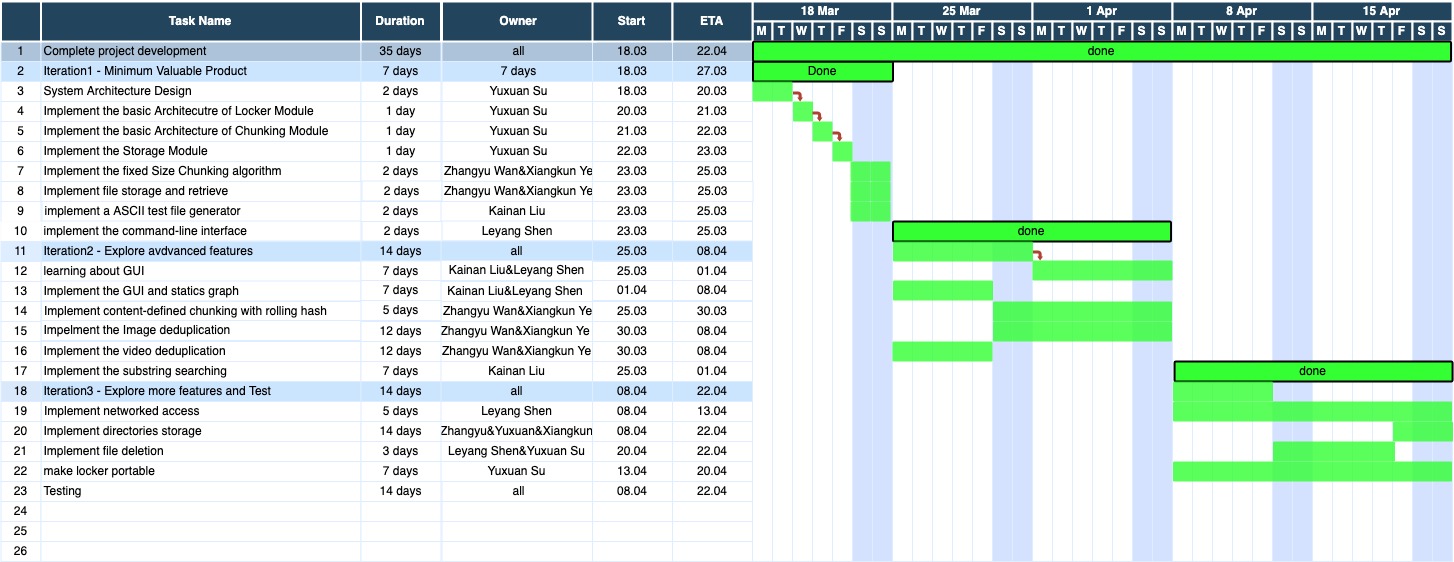 18 Mar 25 Mar 1 Apr 8 Apr 15 Apr
Task Name Duration Owner Start ETA
M T W T F S S M T W T F S S M T W T F S S M T W T F S S M T W T F S S
1 Complete project development 35 days all 18.03 22.04 done
2 Iteration1 - Minimum Valuable Product 7 days 7 days 18.03 27.03 Done
3 System Architecture Design 2 days Yuxuan Su 18.03 20.03
4 Implement the basic Architecutre of Locker Module 1 day Yuxuan Su 20.03 21.03
5 Implement the basic Architecture of Chunking Module 1 day Yuxuan Su 21.03 22.03
6 Implement the Storage Module 1 day Yuxuan Su 22.03 23.03
7 Implement the fixed Size Chunking algorithm 2 days Zhangyu Wan&Xiangkun Ye 23.03 25.03
8 Implement file storage and retrieve 2 days Zhangyu Wan&Xiangkun Ye 23.03 25.03
9 implement a ASCII test file generator 2 days Kainan Liu 23.03 25.03
10 implement the command-line interface 2 days Leyang Shen 23.03 25.03 done
11 Iteration2 - Explore avdvanced features 14 days all 25.03 08.04
12 learning about GUI 7 days Kainan Liu&Leyang Shen 25.03 01.04
13 Implement the GUI and statics graph 7 days Kainan Liu&Leyang Shen 01.04 08.04
14 Implement content-defined chunking with rolling hash 5 days Zhangyu Wan&Xiangkun Ye 25.03 30.03
15 Impelment the Image deduplication 12 days Zhangyu Wan&Xiangkun Ye 30.03 08.04
16 Implement the video deduplication 12 days Zhangyu Wan&Xiangkun Ye 30.03 08.04
17 Implement the substring searching 7 days Kainan Liu 25.03 01.04 done
18 Iteration3 - Explore more features and Test 14 days all 08.04 22.04
19 Implement networked access 5 days Leyang Shen 08.04 13.04
20 Implement directories storage 14 days Zhangyu&Yuxuan&Xiangkun 08.04 22.04
21 Implement file deletion 3 days Leyang Shen&Yuxuan Su 20.04 22.04
22 make locker portable 7 days Yuxuan Su 13.04 20.04
23 Testing 14 days all 08.04 22.04
24
25
26